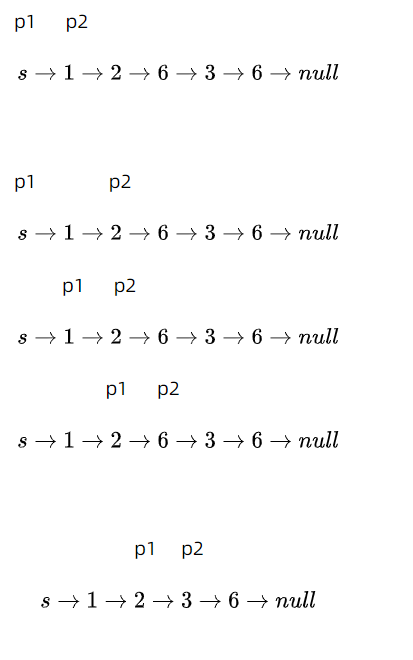 p1 p2
s → 1 → 2 → 6 → 3 → 6 → null
p1 p2
s → 1 → 2 → 6 → 3 → 6 → null
p1 p2
s → 1 → 2 → 6 → 3 → 6 → null
p1 p2
s → 1 → 2 → 6 → 3 → 6 → null
p1 p2
s → 1 → 2 → 3 → 6 → null